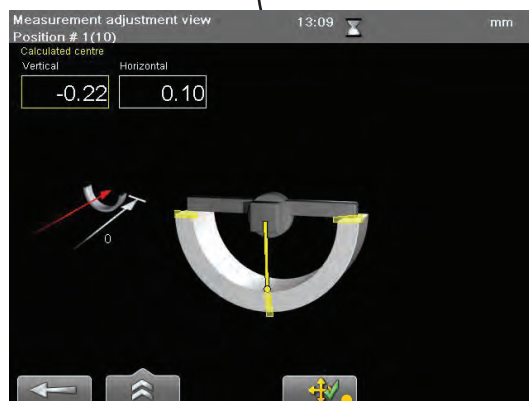 Measurement adjustment view 13:09 mm
Position # 1(10)
Calculated centre
Vertical Horizontal
-0.22 0.10
0